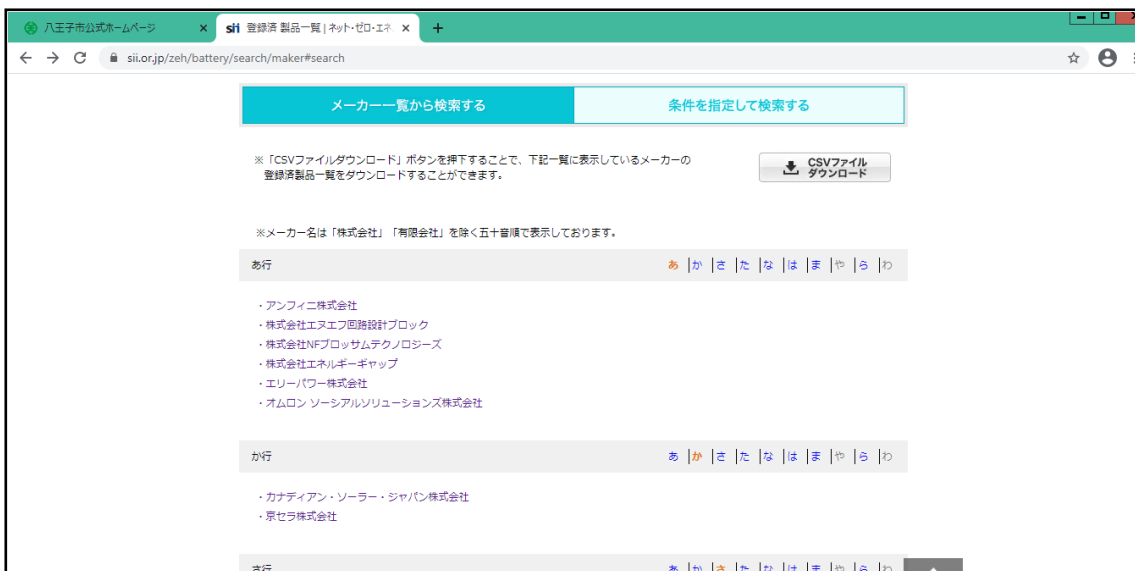 八王子市公式ホームページ
sii 登録済 製品一覧 | ネット・ゼロ・エネ
sii.or.jp/zeh/battery/search/maker#search
メーカー一覧から検索する
条件を指定して検索する
※「CSVファイルダウンロード」ボタンを押下することで、下記一覧に表示しているメーカーの
登録済製品一覧をダウンロードすることができます。
CSVファイル
ダウンロード
※メーカー名は「株式会社」「有限会社」を除く五十音順で表示しております。
あ行 あ|か|さ|た|な|は|ま|や|ら|わ
・アンフィニ株式会社
・株式会社エヌエフ回路設計ブロック
・株式会社NFブロッサムテクノロジーズ
・株式会社エネルギーギャップ
・エリーパワー株式会社
・オムロン ソーシアルソリューションズ株式会社
か行 あ|か|さ|た|な|は|ま|や|ら|わ
・カナディアン・ソーラー・ジャパン株式会社
・京セラ株式会社
さ行 あ|か|さ|た|な|は|ま|や|ら|わ